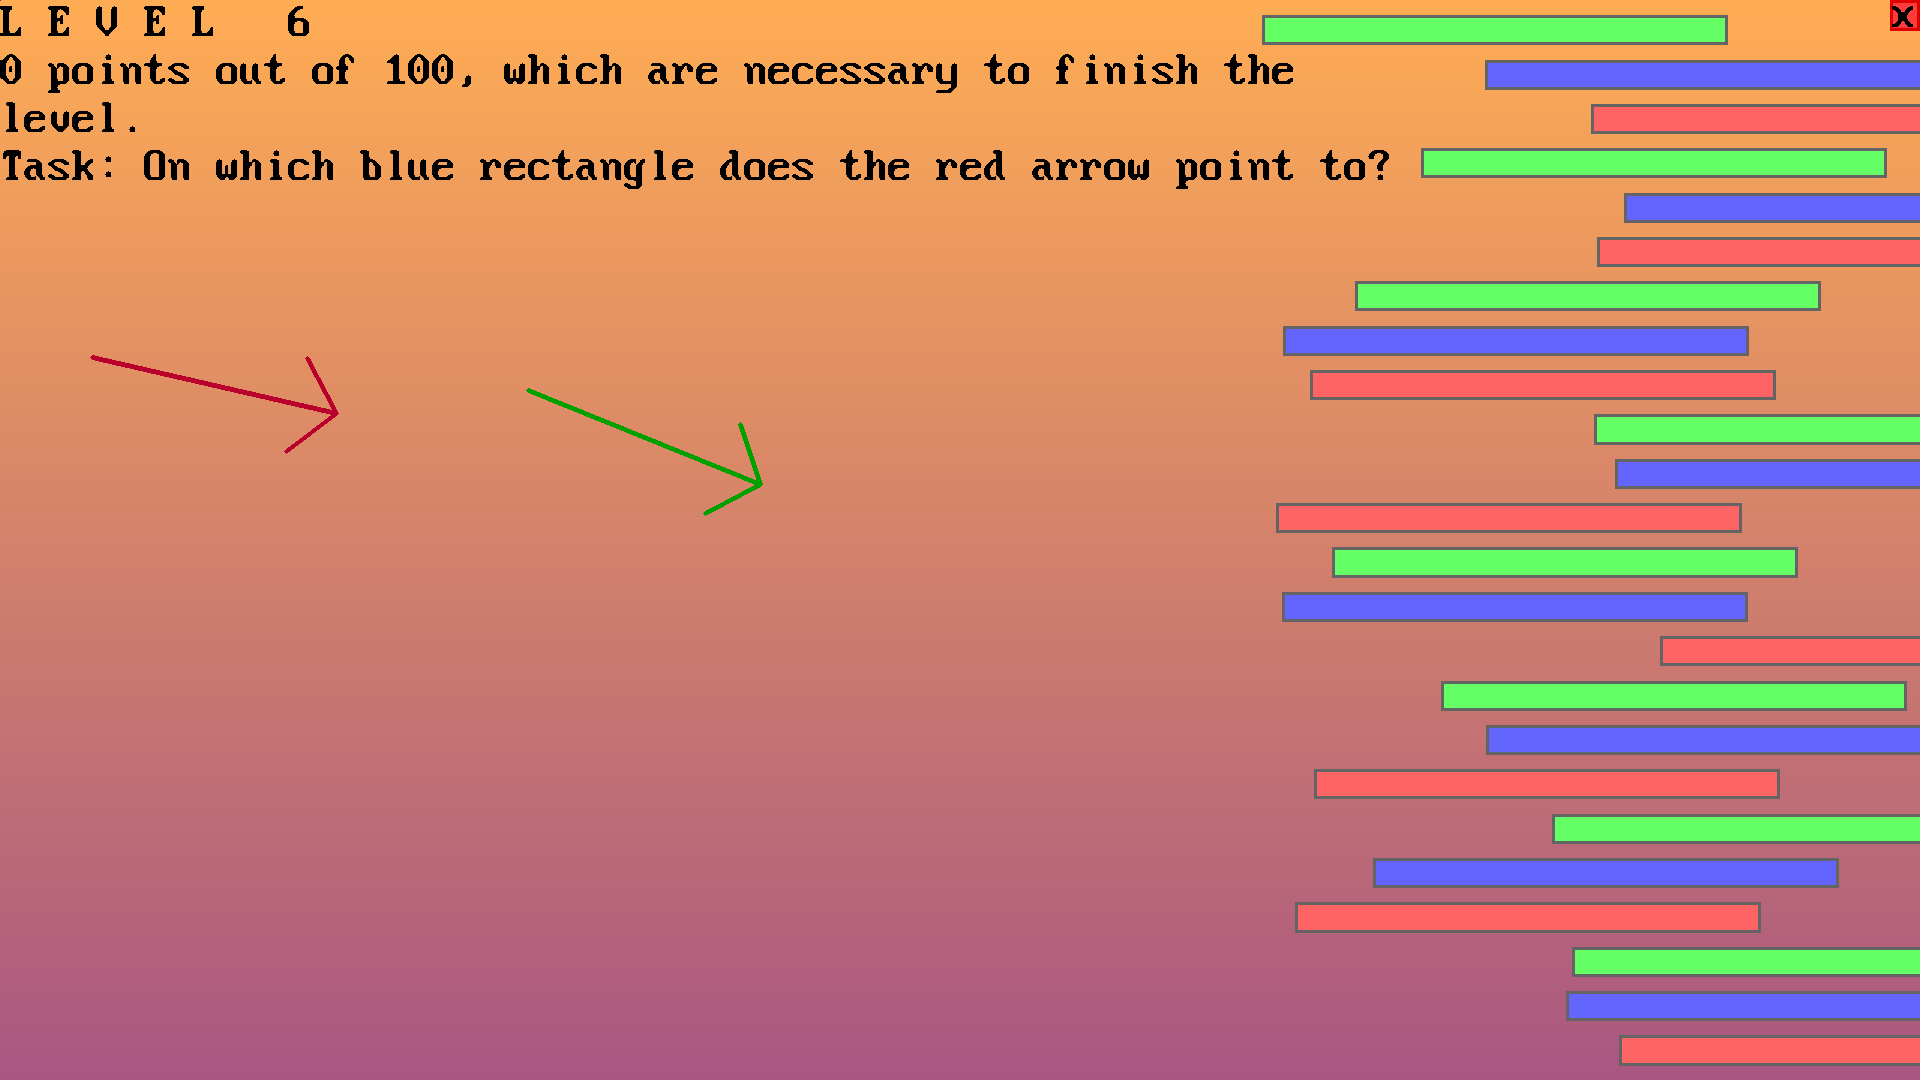 L E V E L   6
0 points out of 100, which are necessary to finish the
level.
Task: On which blue rectangle does the red arrow point to?
X